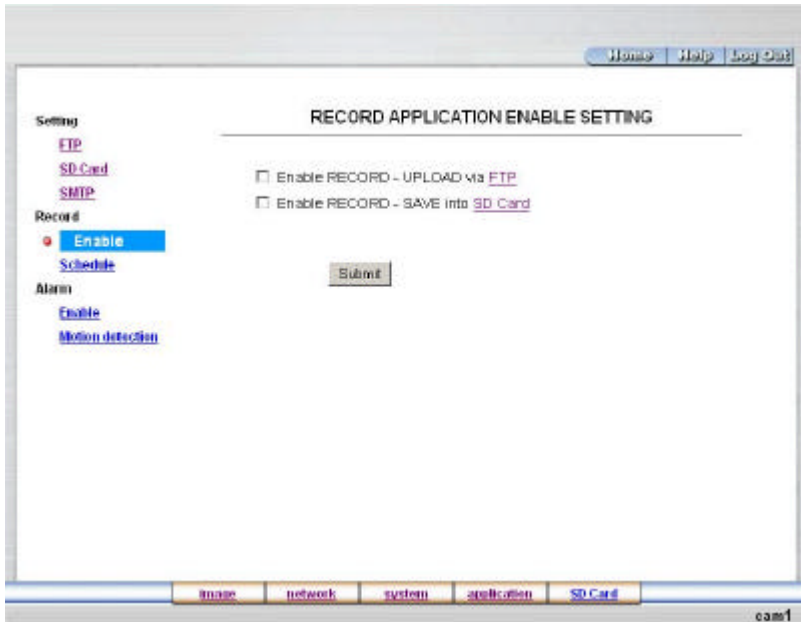 Home Help Log Out
RECORD APPLICATION ENABLE SETTING
Setting
FTP
SD Card
SMTP
Record
Enable
Schedule
Alarm
Enable
Motion detection
Enable RECORD - UPLOAD via FTP
Enable RECORD - SAVE into SD Card
Submit
image network system application SD Card
cam1